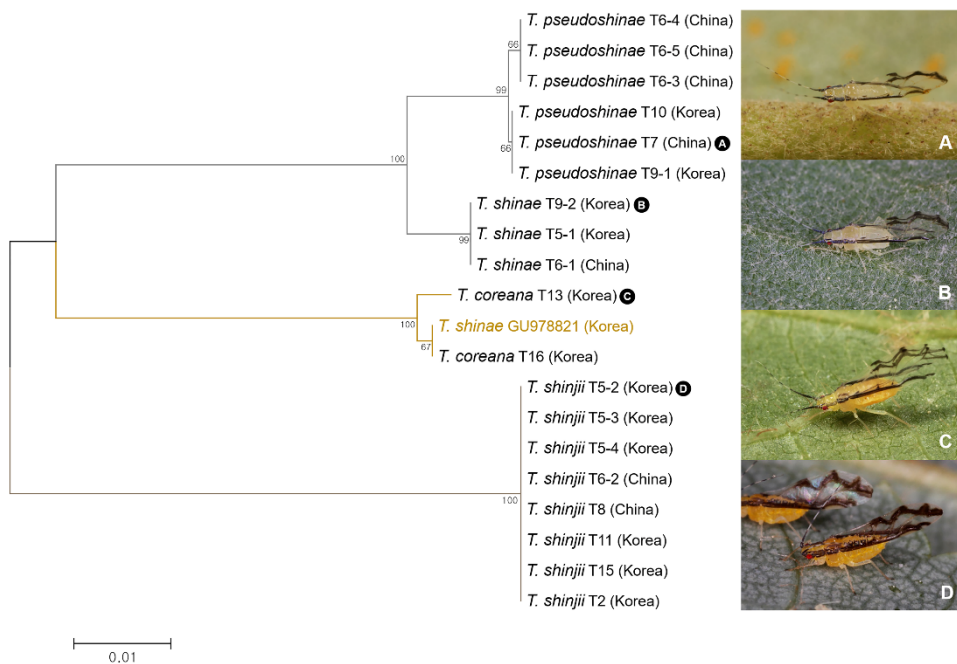 T. pseudoshinae T6-4 (China)
66
T. pseudoshinae T6-5 (China)
T. pseudoshinae T6-3 (China)
99
T. pseudoshinae T10 (Korea)
T. pseudoshinae T7 (China) A
66
T. pseudoshinae T9-1 (Korea)
100
T. shinae T9-2 (Korea) B
T. shinae T5-1 (Korea)
99
T. shinae T6-1 (China)
T. coreana T13 (Korea) C
100
T. shinae GU978821 (Korea)
67
T. coreana T16 (Korea)
T. shinjii T5-2 (Korea) D
T. shinjii T5-3 (Korea)
T. shinjii T5-4 (Korea)
T. shinjii T6-2 (China)
100
T. shinjii T8 (China)
T. shinjii T11 (Korea)
T. shinjii T15 (Korea)
T. shinjii T2 (Korea)
0.01
A
B
C
D